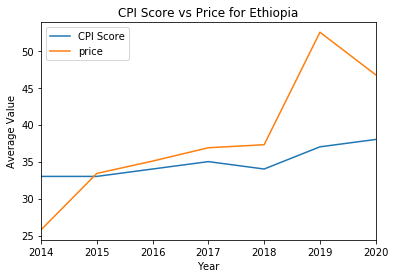 CPI Score vs Price for Ethiopia
CPI Score
price
Average Value
50
45
40
35
30
25
2014 2015 2016 2017 2018 2019 2020
Year